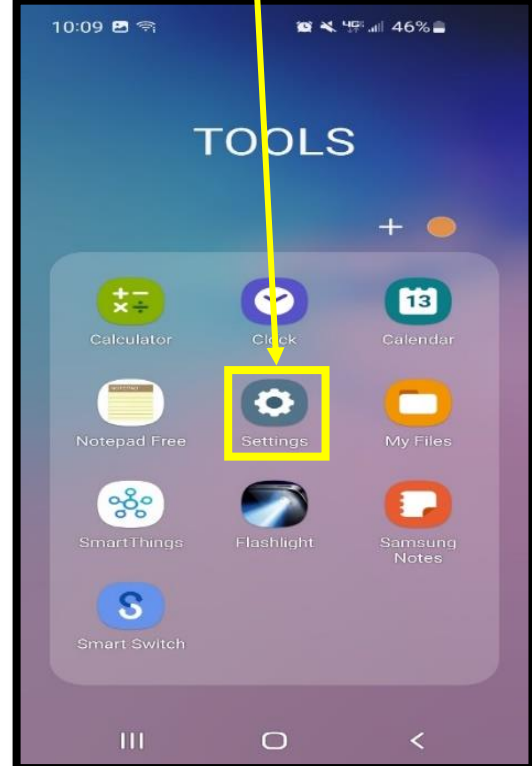 10:09 4G 46%
TOOLS
+
Calculator Clock 13 Calendar
Notepad Free Settings My Files
SmartThings Flashlight Samsung
Notes
S
Smart Switch